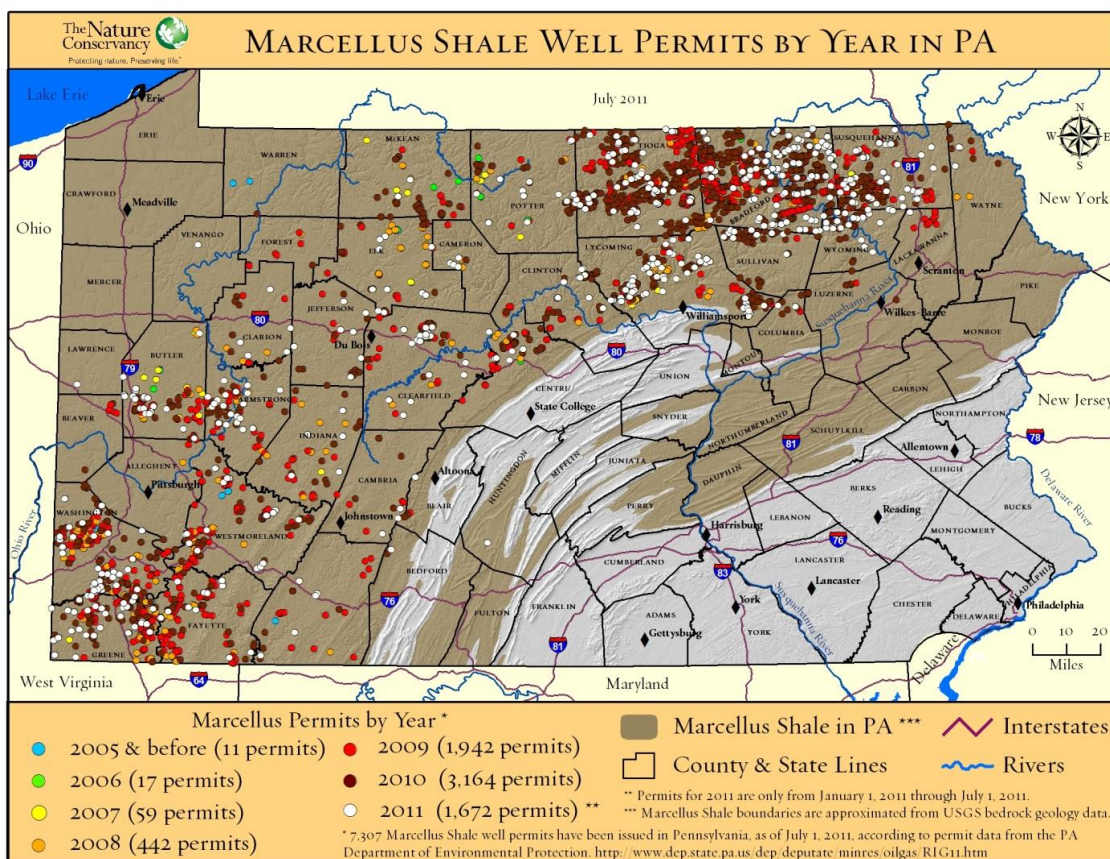 The Nature
Conservancy
Protecting nature. Preserving life.™
Marcellus Shale Well Permits by Year in PA
Lake Erie
Erie
July 2011
N
W E
S
90
ERIE
WARREN
McKEAN
POTTER
TIOGA
BRADFORD
SUSQUEHANNA
81
WAYNE
New York
CRAWFORD
Meadville
Ohio
VENANGO
FOREST
ELK
CAMERON
CLINTON
LYCOMING
SULLIVAN
WYOMING
LACKAWANNA
Scranton
MERCER
JEFFERSON
80
CLARION
Du Bois
Williamsport
LUZERNE
Susquehanna River
Wilkes-Barre
PIKE
MONROE
COLUMBIA
MONTOUR
LAWRENCE
79
BUTLER
ARMSTRONG
CLEARFIELD
CENTRE
State College
80
UNION
SNYDER
NORTHUMBERLAND
CARBON
SCHUYLKILL
81
NORTHAMPTON
New Jersey
78
Allentown
LEHIGH
BEAVER
INDIANA
ALLEGHENY
Pittsburgh
CAMBRIA
Altoona
BLAIR
HUNTINGDON
MIFFLIN
JUNIATA
PERRY
DAUPHIN
LEBANON
BERKS
Reading
BUCKS
Delaware River
MONTGOMERY
WASHINGTON
Ohio River
WESTMORELAND
Johnstown
Harrisburg
76
CUMBERLAND
83
LANCASTER
Lancaster
CHESTER
PHILADELPHIA
Philadelphia
DELAWARE
BEDFORD
76
FULTON
FRANKLIN
81
ADAMS
Gettysburg
York
YORK
Susquehanna River
Delaware
FAYETTE
GREENE
0 10 20
Miles
West Virginia
64
Maryland
Marcellus Permits by Year *
2005 & before (11 permits)
2006 (17 permits)
2007 (59 permits)
2008 (442 permits)
2009 (1,942 permits)
2010 (3,164 permits)
2011 (1,672 permits) **
Marcellus Shale in PA ***
County & State Lines
Interstates
Rivers
** Permits for 2011 are only from January 1, 2011 through July 1, 2011.
*** Marcellus Shale boundaries are approximated from USGS bedrock geology data.
* 7,307 Marcellus Shale well permits have been issued in Pennsylvania, as of July 1, 2011, according to permit data from the PA
Department of Environmental Protection. http://www.dep.state.pa.us/dep/deputate/minres/oilgas/RIG11.htm